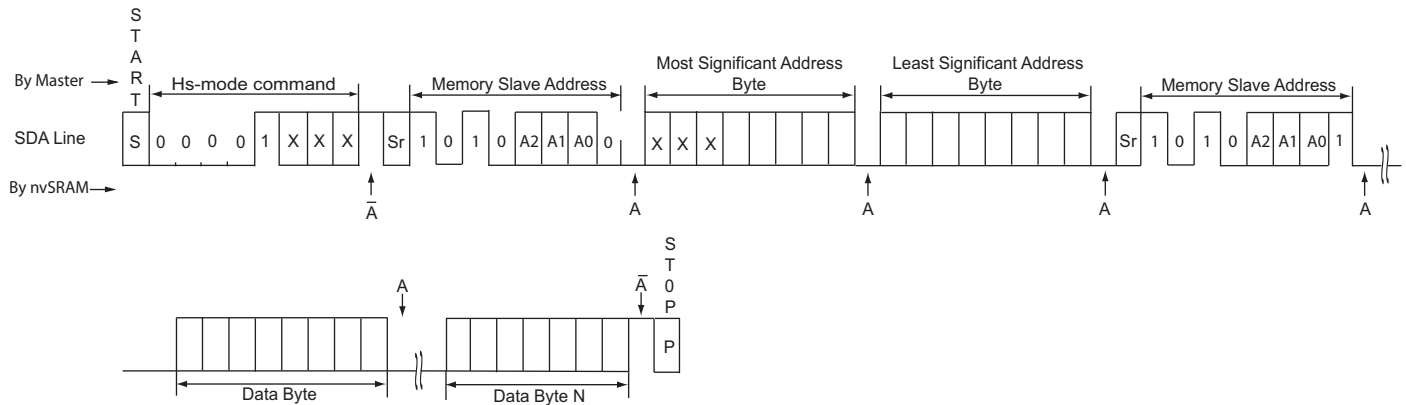 START
Hs-mode command
Memory Slave Address
Most Significant Address
Byte
Least Significant Address
Byte
Memory Slave Address
By Master
SDA Line
S 0 0 0 0 1 X X X Sr 1 0 1 0 A2 A1 A0 0 X X X Sr 1 0 1 0 A2 A1 A0 1
By nvSRAM
A̅ A A A A
A A̅
ST0P
P
Data Byte
Data Byte N